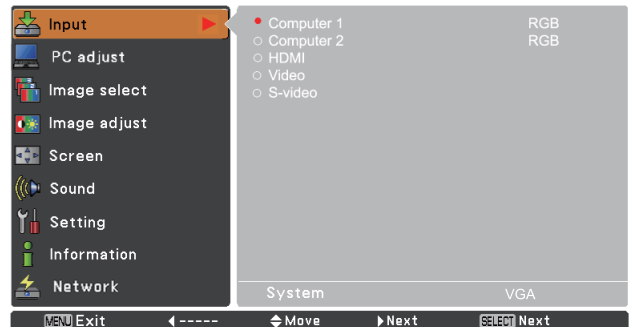 Input
PC adjust
Image select
Image adjust
Screen
Sound
Setting
Information
Network
Computer 1 RGB
Computer 2 RGB
HDMI
Video
S-video
System VGA
MENU Exit ----- Move Next SELECT Next